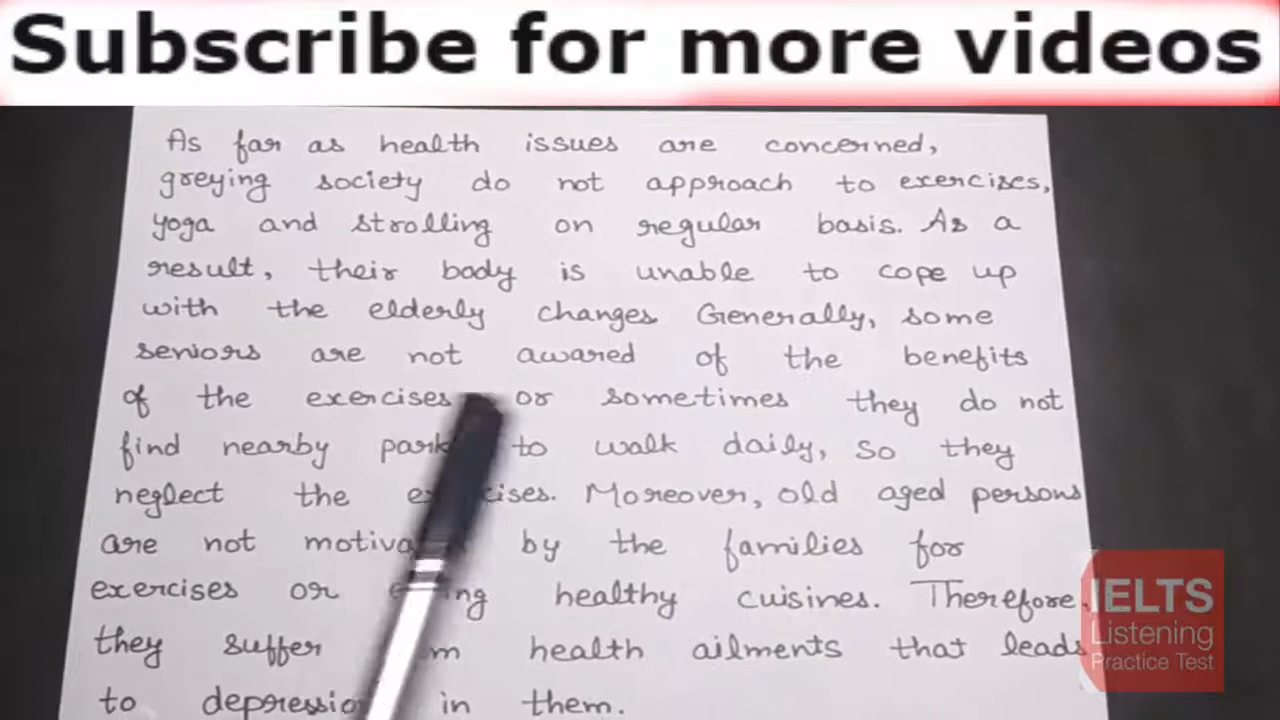 Subscribe for more videos
As far as health issues are concerned,
greying society do not approach to exercises,
yoga and strolling on regular basis. As a
result, their body is unable to cope up
with the elderly changes Generally, some
seniors are not awared of the benefits
of the exercises or sometimes they do not
find nearby to walk daily, so they
neglect the Moreover, old aged persons
are not by the families for
exercises or healthy cuisines. Therefore,
they suffer health ailments that leads
to in them.
IELTS
Listening
Practice Test